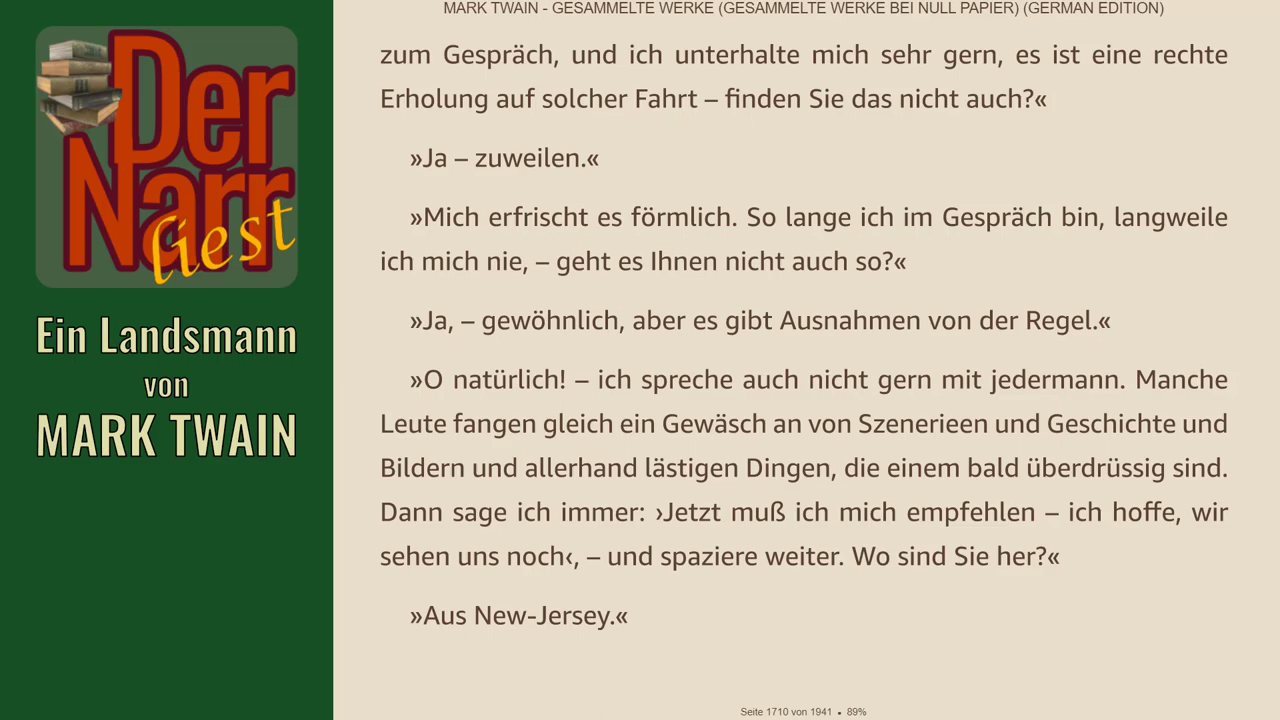 Der
Narr
liest
Ein Landsmann
von
MARK TWAIN
MARK TWAIN - GESAMMELTE WERKE (GESAMMELTE WERKE BEI NULL PAPIER) (GERMAN EDITION)
zum Gespräch, und ich unterhalte mich sehr gern, es ist eine rechte
Erholung auf solcher Fahrt – finden Sie das nicht auch?«
»Ja – zuweilen.«
»Mich erfrischt es förmlich. So lange ich im Gespräch bin, langweile
ich mich nie, – geht es Ihnen nicht auch so?«
»Ja, – gewöhnlich, aber es gibt Ausnahmen von der Regel.«
»O natürlich! – ich spreche auch nicht gern mit jedermann. Manche
Leute fangen gleich ein Gewäsch an von Szenerieen und Geschichte und
Bildern und allerhand lästigen Dingen, die einem bald überdrüssig sind.
Dann sage ich immer: ›Jetzt muß ich mich empfehlen – ich hoffe, wir
sehen uns noch‹, – und spaziere weiter. Wo sind Sie her?«
»Aus New-Jersey.«
Seite 1710 von 1941 • 89%